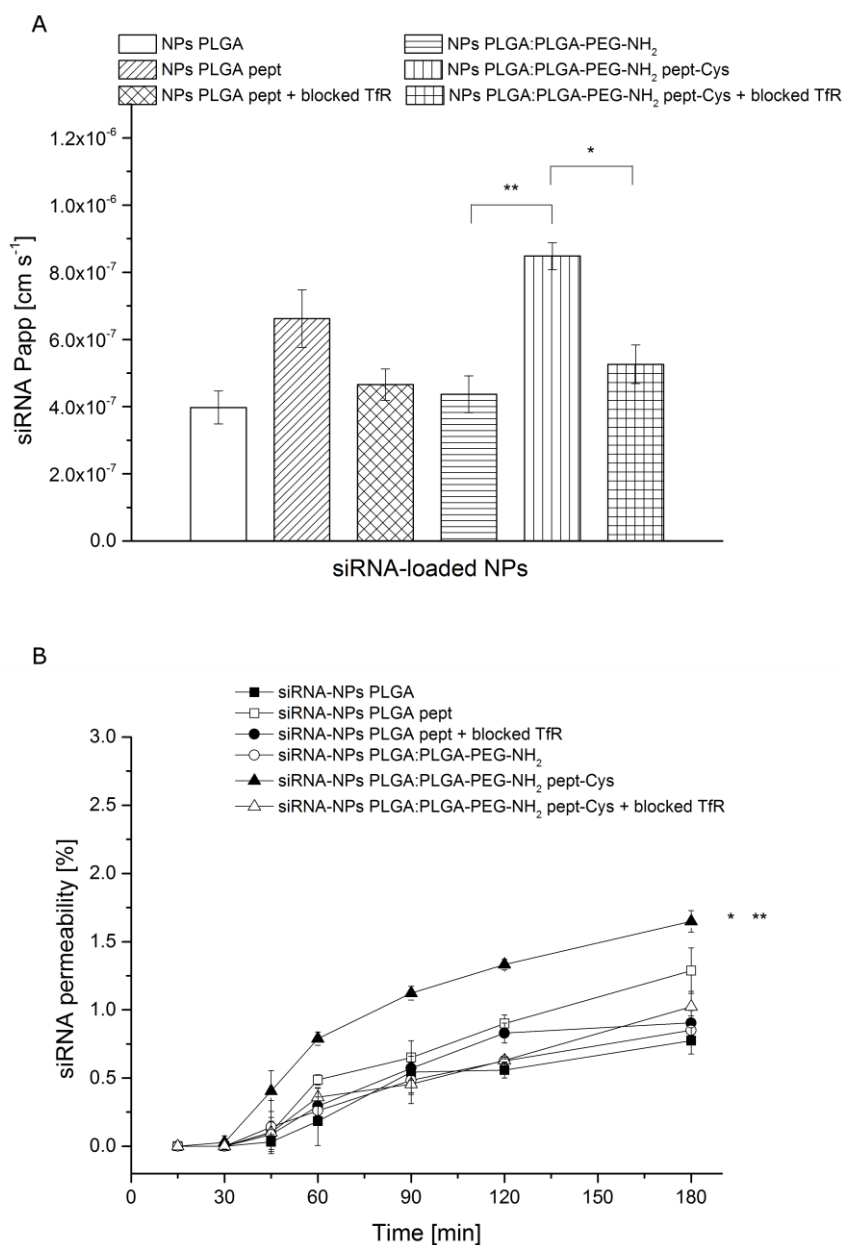 A
NPs PLGA
NPs PLGA:PLGA-PEG-NH₂
NPs PLGA pept
NPs PLGA:PLGA-PEG-NH₂ pept-Cys
NPs PLGA pept + blocked TfR
NPs PLGA:PLGA-PEG-NH₂ pept-Cys + blocked TfR
1.2x10⁻⁶
1.0x10⁻⁶
8.0x10⁻⁷
6.0x10⁻⁷
4.0x10⁻⁷
2.0x10⁻⁷
0.0
siRNA Papp [cm s⁻¹]
**
*
siRNA-loaded NPs
B
siRNA-NPs PLGA
siRNA-NPs PLGA pept
siRNA-NPs PLGA pept + blocked TfR
siRNA-NPs PLGA:PLGA-PEG-NH₂
siRNA-NPs PLGA:PLGA-PEG-NH₂ pept-Cys
siRNA-NPs PLGA:PLGA-PEG-NH₂ pept-Cys + blocked TfR
3.0
2.5
2.0
1.5
1.0
0.5
0.0
siRNA permeability [%]
* **
0 30 60 90 120 150 180
Time [min]